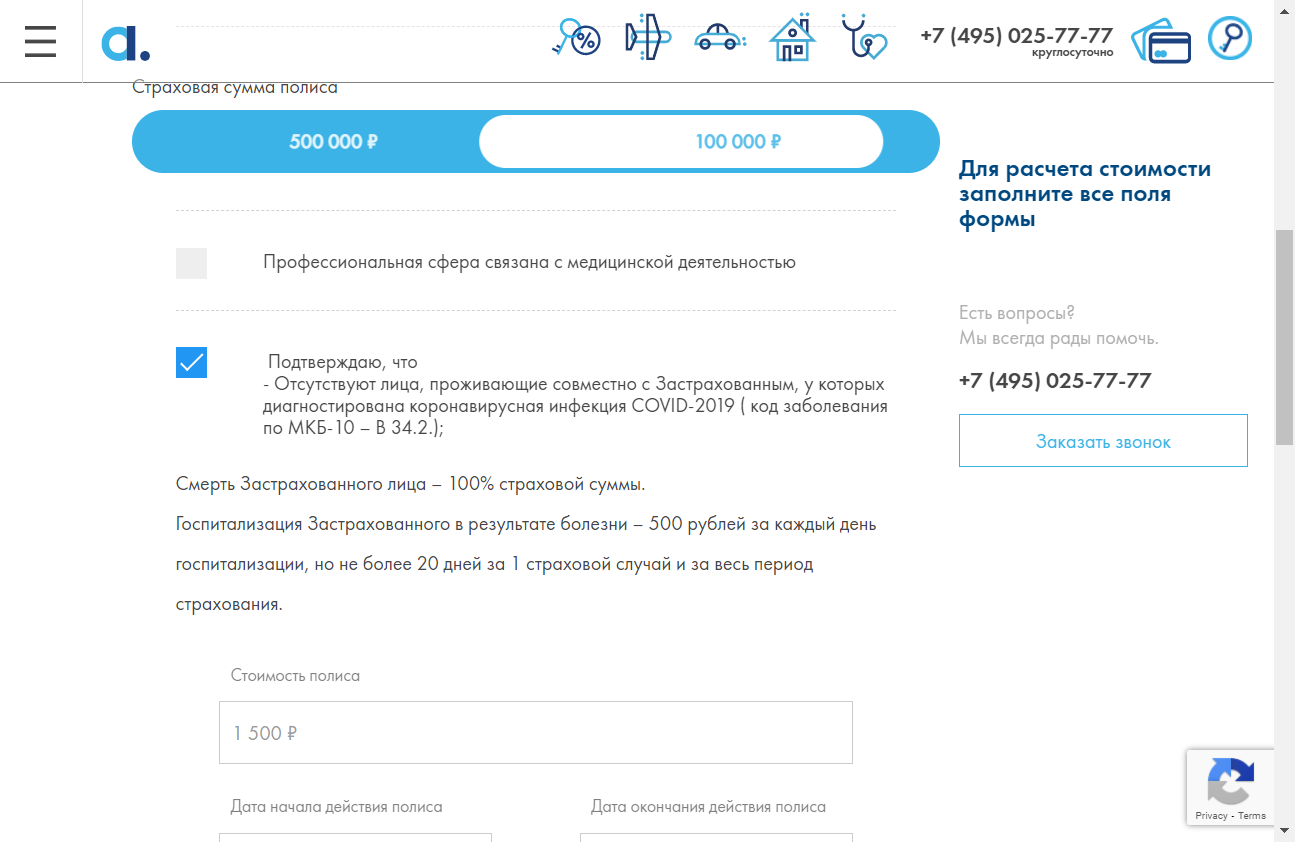 +7 (495) 025-77-77
круглосуточно
Страховая сумма полиса
500 000 ₽
100 000 ₽
Для расчета стоимости
заполните все поля
формы
Профессиональная сфера связана с медицинской деятельностью
Есть вопросы?
Мы всегда рады помочь.
+7 (495) 025-77-77
Заказать звонок
Подтверждаю, что
- Отсутствуют лица, проживающие совместно с Застрахованным, у которых
диагностирована коронавирусная инфекция COVID-2019 ( код заболевания
по МКБ-10 – В 34.2.);
Смерть Застрахованного лица – 100% страховой суммы.
Госпитализация Застрахованного в результате болезни – 500 рублей за каждый день
госпитализации, но не более 20 дней за 1 страховой случай и за весь период
страхования.
Стоимость полиса
1 500 ₽
Дата начала действия полиса
Дата окончания действия полиса
Privacy - Terms